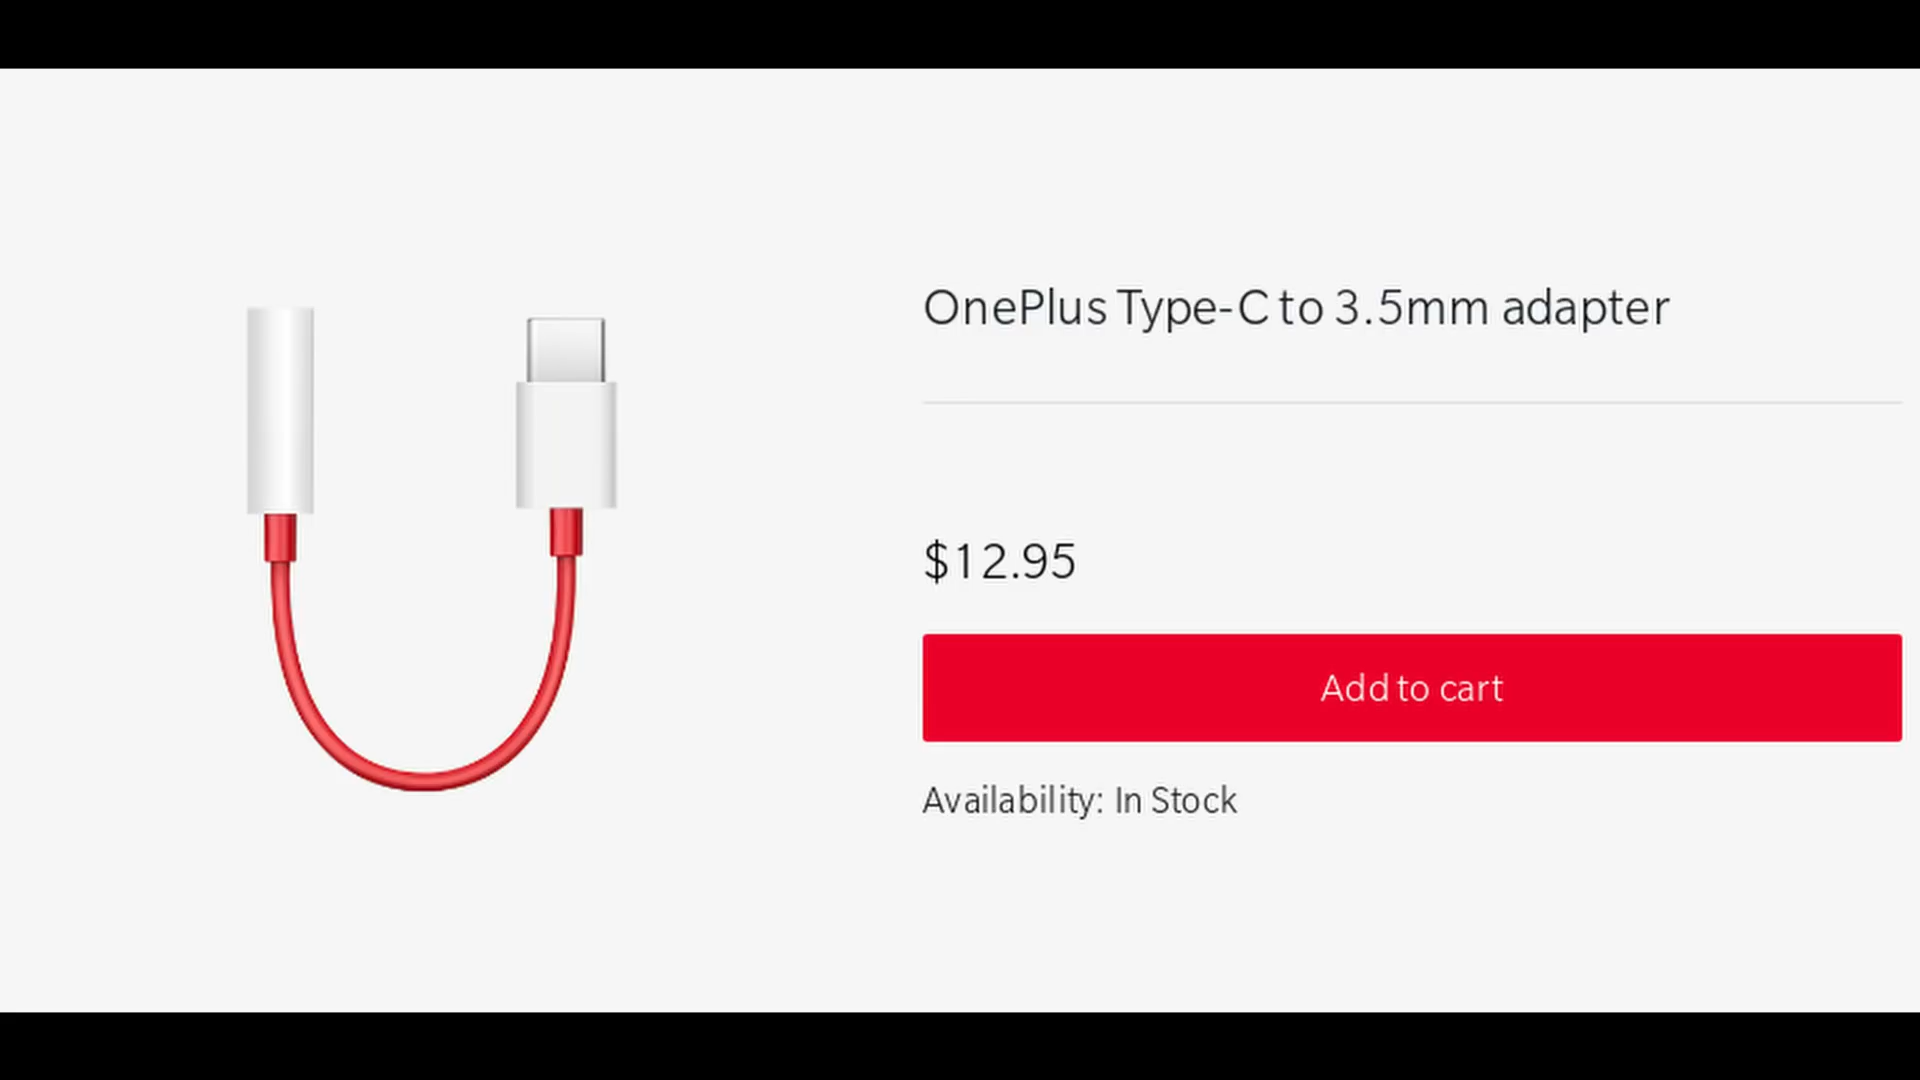 OnePlus Type-C to 3.5mm adapter
$12.95
Add to cart
Availability: In Stock